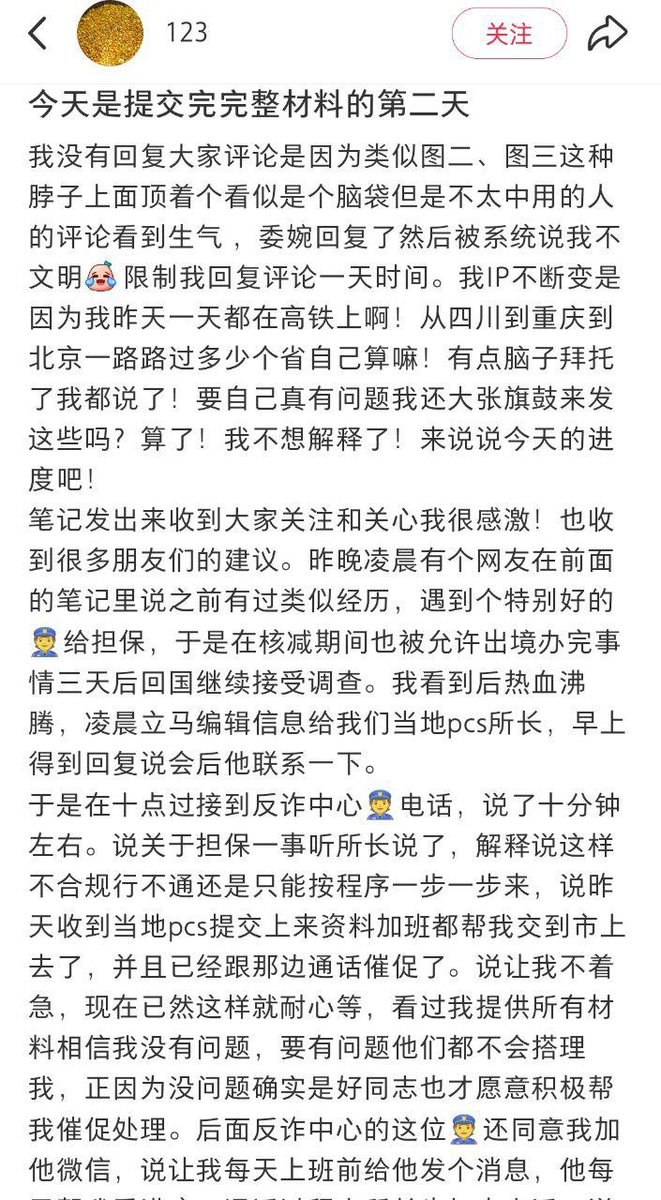 123
关注
今天是提交完完整材料的第二天
我没有回复大家评论是因为类似图二、图三这种
脖子上面顶着个看似是个脑袋但是不太中用的人
的评论看到生气 ，委婉回复了然后被系统说我不
文明 限制我回复评论一天时间。我IP不断变是
因为我昨天一天都在高铁上啊！从四川到重庆到
北京一路路过多少个省自己算嘛！有点脑子拜托
了我都说了！要自己真有问题我还大张旗鼓来发
这些吗？算了！我不想解释了！来说说今天的进
度吧！
笔记发出来收到大家关注和关心我很感激！也收
到很多朋友们的建议。昨晚凌晨有个网友在前面
的笔记里说之前有过类似经历，遇到个特别好的
👮给担保，于是在核减期间也被允许出境办完事
情三天后回国继续接受调查。我看到后热血沸
腾，凌晨立马编辑信息给我们当地pcs所长，早上
得到回复说会后他联系一下。
于是在十点过接到反诈中心👮电话，说了十分钟
左右。说关于担保一事听所长说了，解释说这样
不合规行不通还是只能按程序一步一步来，说昨
天收到当地pcs提交上来资料加班都帮我交到市上
去了，并且已经跟那边通话催促了。说让我不着
急，现在已然这样就耐心等，看过我提供所有材
料相信我没有问题，要有问题他们都不会搭理
我，正因为没问题确实是好同志也才愿意积极帮
我催促处理。后面反诈中心的这位👮还同意我加
他微信，说让我每天上班前给他发个消息，他每